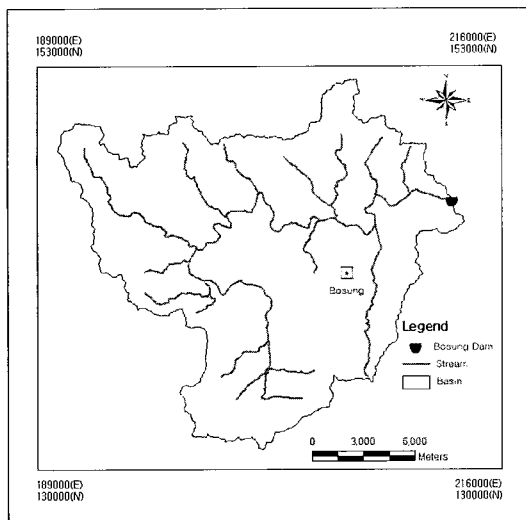 189000(E)
153000(N)
216000(E)
153000(N)
N
Bosung
Legend
Bosung Dam
Stream
Basin
0 3,000 6,000
Meters
189000(E)
130000(N)
216000(E)
130000(N)